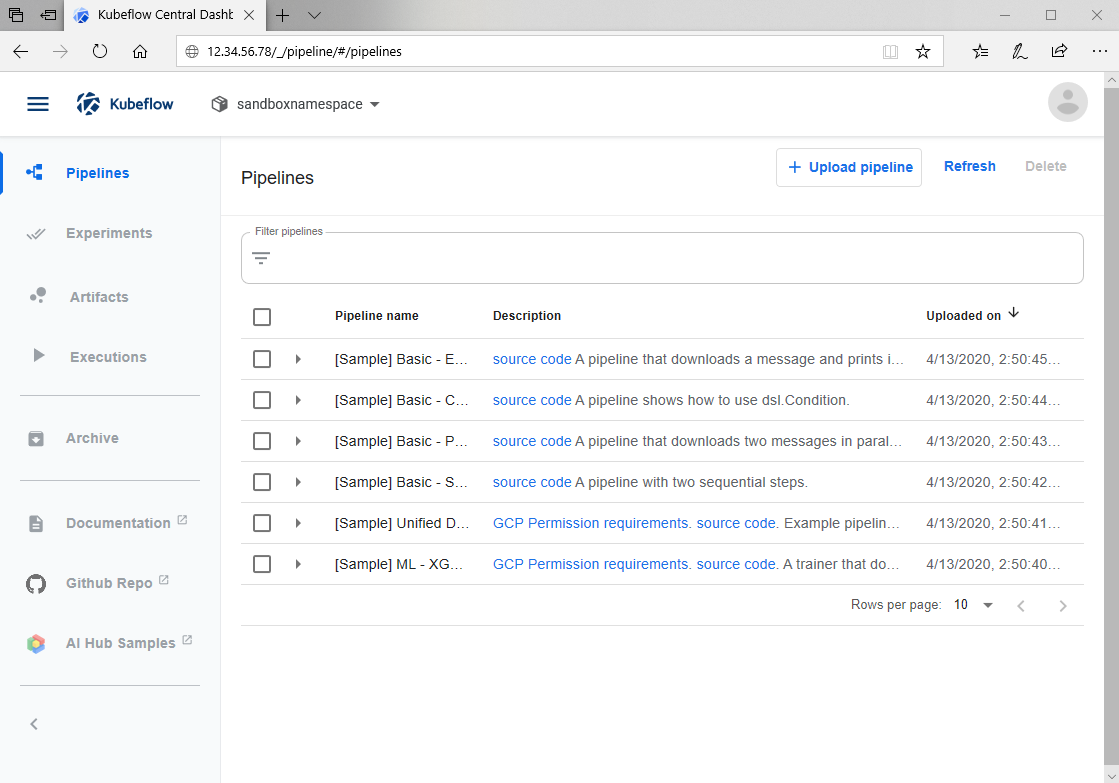 Kubeflow Central Dashb
12.34.56.78/_/pipeline/#/pipelines
Kubeflow
sandboxnamespace
Pipelines
Experiments
Artifacts
Executions
Archive
Documentation
Github Repo
AI Hub Samples
Pipelines
+ Upload pipeline
Refresh
Delete
Filter pipelines
Pipeline name Description Uploaded on
[Sample] Basic - E... source code A pipeline that downloads a message and prints i... 4/13/2020, 2:50:45...
[Sample] Basic - C... source code A pipeline shows how to use dsl.Condition. 4/13/2020, 2:50:44...
[Sample] Basic - P... source code A pipeline that downloads two messages in paral... 4/13/2020, 2:50:43...
[Sample] Basic - S... source code A pipeline with two sequential steps. 4/13/2020, 2:50:42...
[Sample] Unified D... GCP Permission requirements. source code. Example pipelin... 4/13/2020, 2:50:41...
[Sample] ML - XG... GCP Permission requirements. source code. A trainer that do... 4/13/2020, 2:50:40...
Rows per page: 10